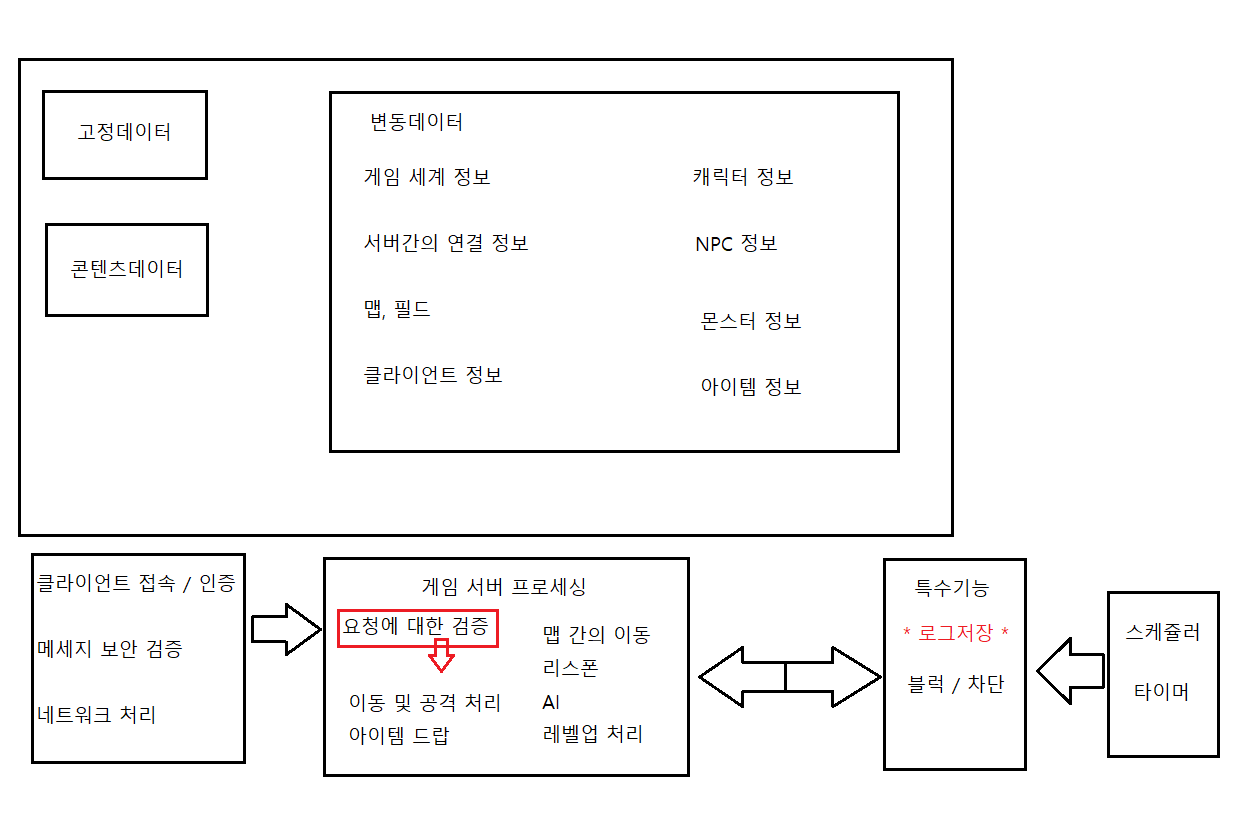 고정데이터
콘텐츠데이터
변동데이터
게임 세계 정보
서버간의 연결 정보
맵, 필드
클라이언트 정보
캐릭터 정보
NPC 정보
몬스터 정보
아이템 정보
클라이언트 접속 / 인증
메세지 보안 검증
네트워크 처리
게임 서버 프로세싱
요청에 대한 검증
이동 및 공격 처리
아이템 드랍
맵 간의 이동
리스폰
AI
레벨업 처리
특수기능
* 로그저장 *
블럭 / 차단
스케쥴러
타이머